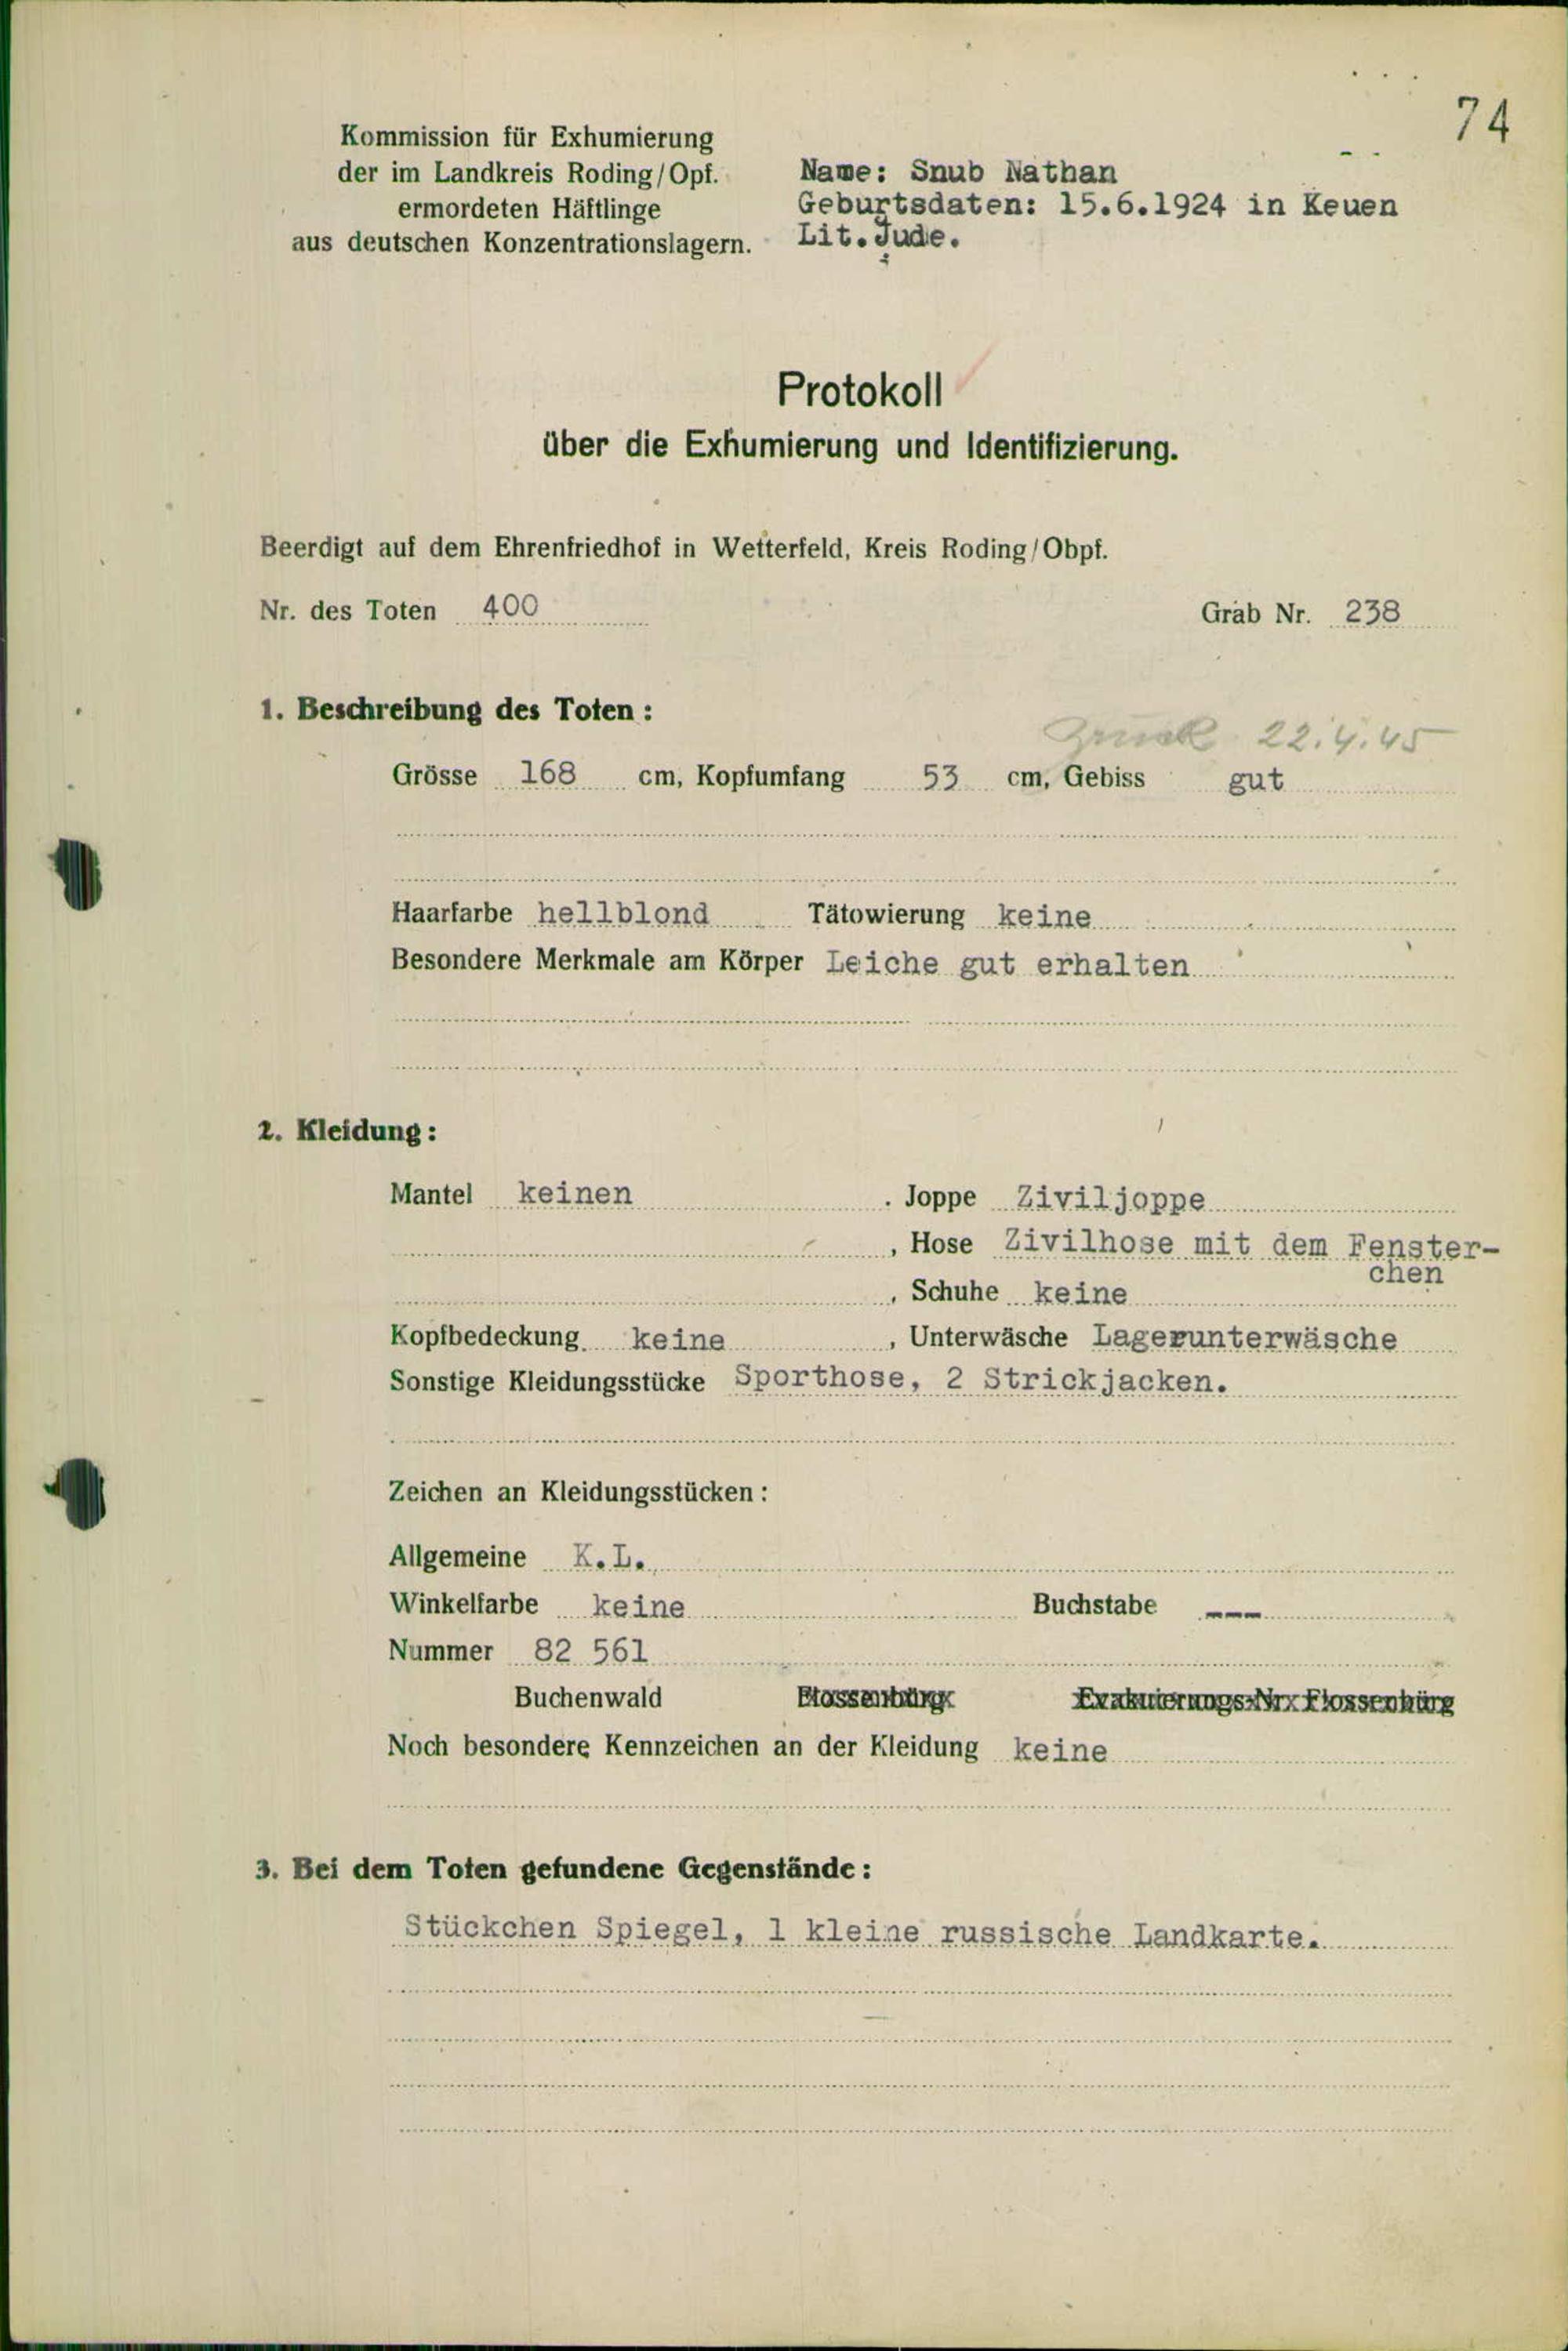 74
Kommission für Exhumierung
der im Landkreis Roding/Opf.
ermordeten Häftlinge
aus deutschen Konzentrationslagern.
Name: Snub Nathan
Geburtsdaten: 15.6.1924 in Keuen
Lit.Jude.
Protokoll
über die Exhumierung und Identifizierung.
Beerdigt auf dem Ehrenfriedhof in Wetterfeld, Kreis Roding/Obpf.
Nr. des Toten 400 Grab Nr. 238
1. Beschreibung des Toten:
22.4.45
Grösse 168 cm, Kopfumfang 53 cm, Gebiss gut
Haarfarbe hellblond Tätowierung keine
Besondere Merkmale am Körper Leiche gut erhalten
2. Kleidung:
Mantel keinen . Joppe Ziviljoppe
, Hose Zivilhose mit dem Fenster-
chen
, Schuhe keine
Kopfbedeckung keine , Unterwäsche Lagerunterwäsche
Sonstige Kleidungsstücke Sporthose, 2 Strickjacken.
Zeichen an Kleidungsstücken:
Allgemeine K.L.
Winkelfarbe keine Buchstabe ---
Nummer 82 561
Buchenwald Flossenbürg Evakuierungs-Nr. Flossenbürg
Noch besondere Kennzeichen an der Kleidung keine
3. Bei dem Toten gefundene Gegenstände:
Stückchen Spiegel, 1 kleine russische Landkarte.